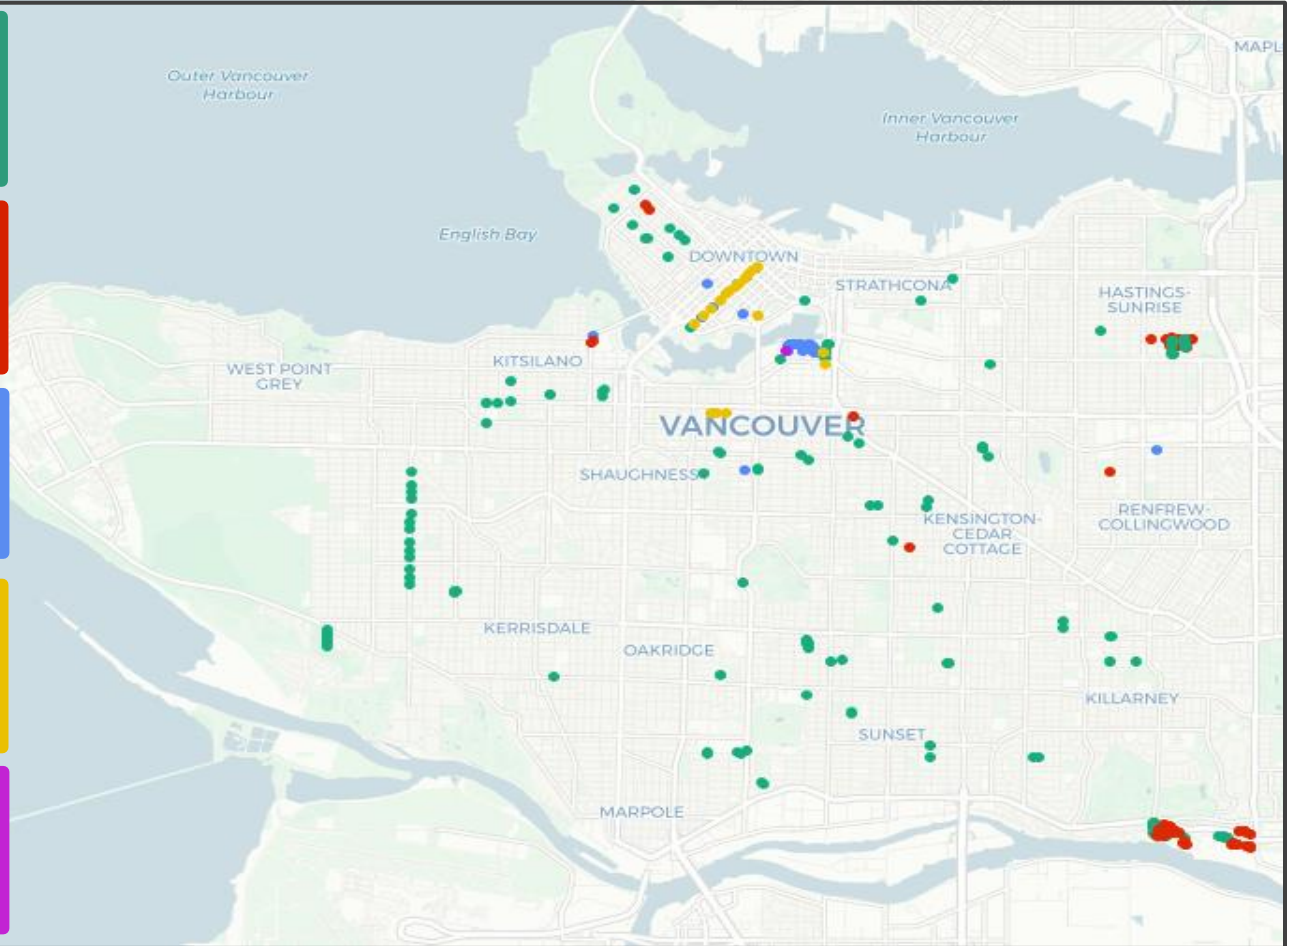 MAPL
Outer Vancouver
Harbour
Inner Vancouver
Harbour
English Bay
DOWNTOWN
STRATHCONA
HASTINGS-
SUNRISE
KITSILANO
WEST POINT
GREY
VANCOUVER
SHAUGHNESS
RENFREW-
COLLINGWOOD
KENSINGTON-
CEDAR
COTTAGE
KERRISDALE
OAKRIDGE
KILLARNEY
SUNSET
MARPOLE